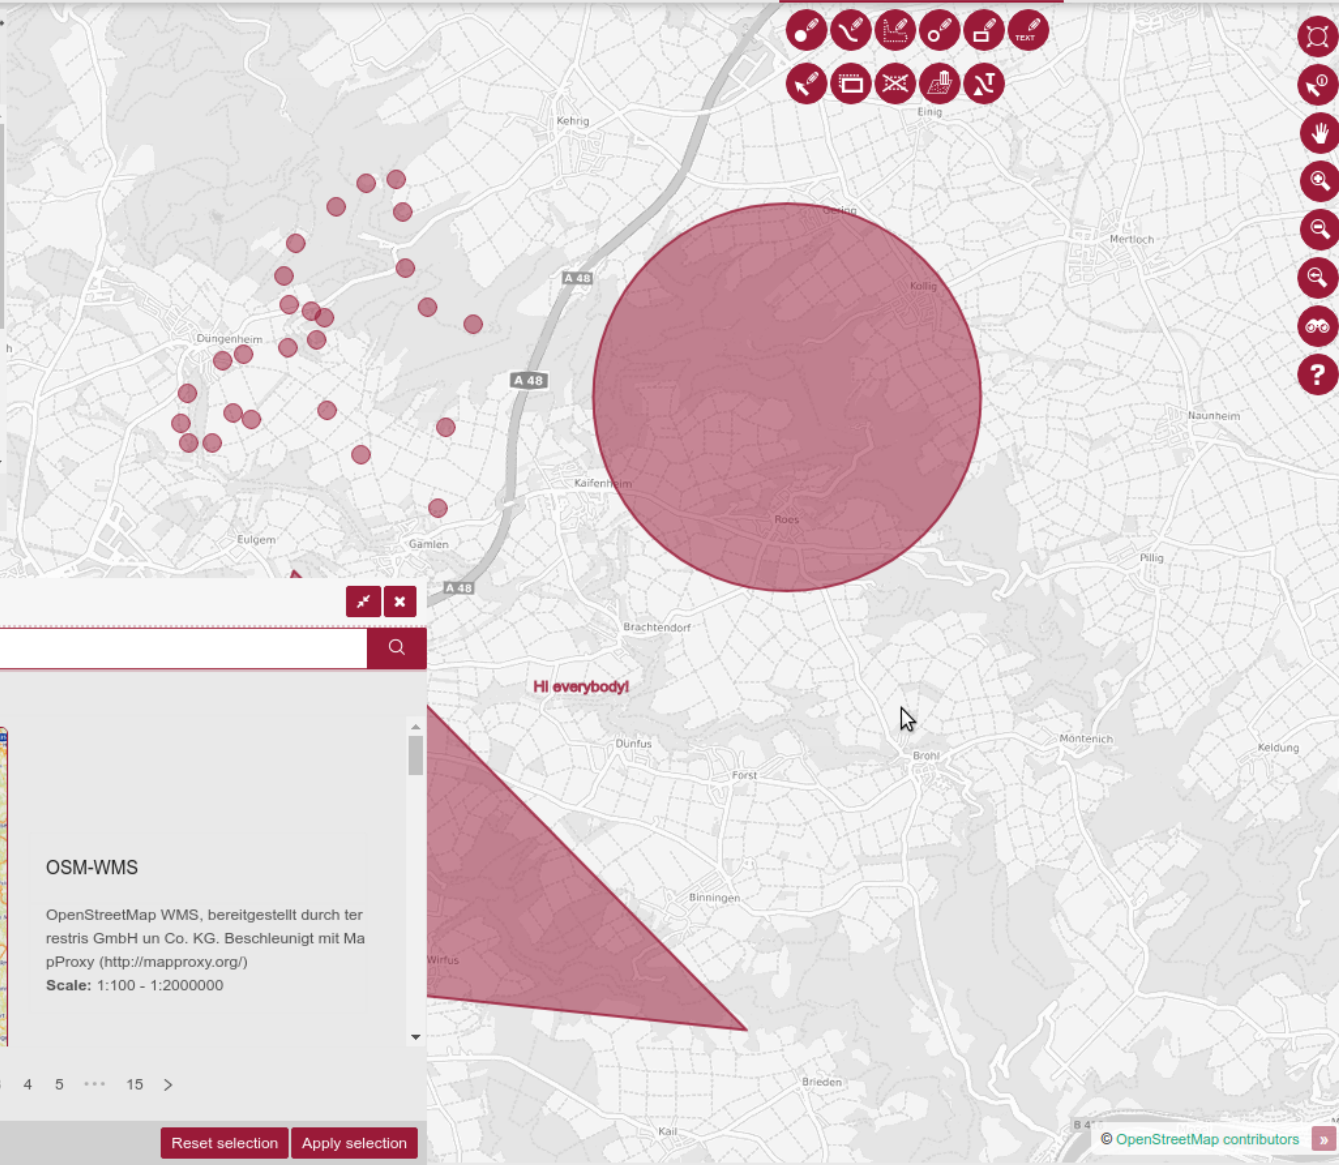 TEXT
Einig
Kehrig
Gering
Mertloch
A 48
Kollig
Düngenheim
h
A 48
Naunheim
?
Kaifenheim
Roes
Eulgem
Gamlen
Pillig
A 48
Brachtendorf
Hi everybody!
Dünfus
Forst
Brohl
Möntenich
Keldung
OSM-WMS
OpenStreetMap WMS, bereitgestellt durch ter
restris GmbH un Co. KG. Beschleunigt mit Ma
pProxy (http://mapproxy.org/)
Scale: 1:100 - 1:2000000
Binningen
Wirfus
4 5 ··· 15 >
Brieden
Kail
Reset selection Apply selection
© OpenStreetMap contributors »